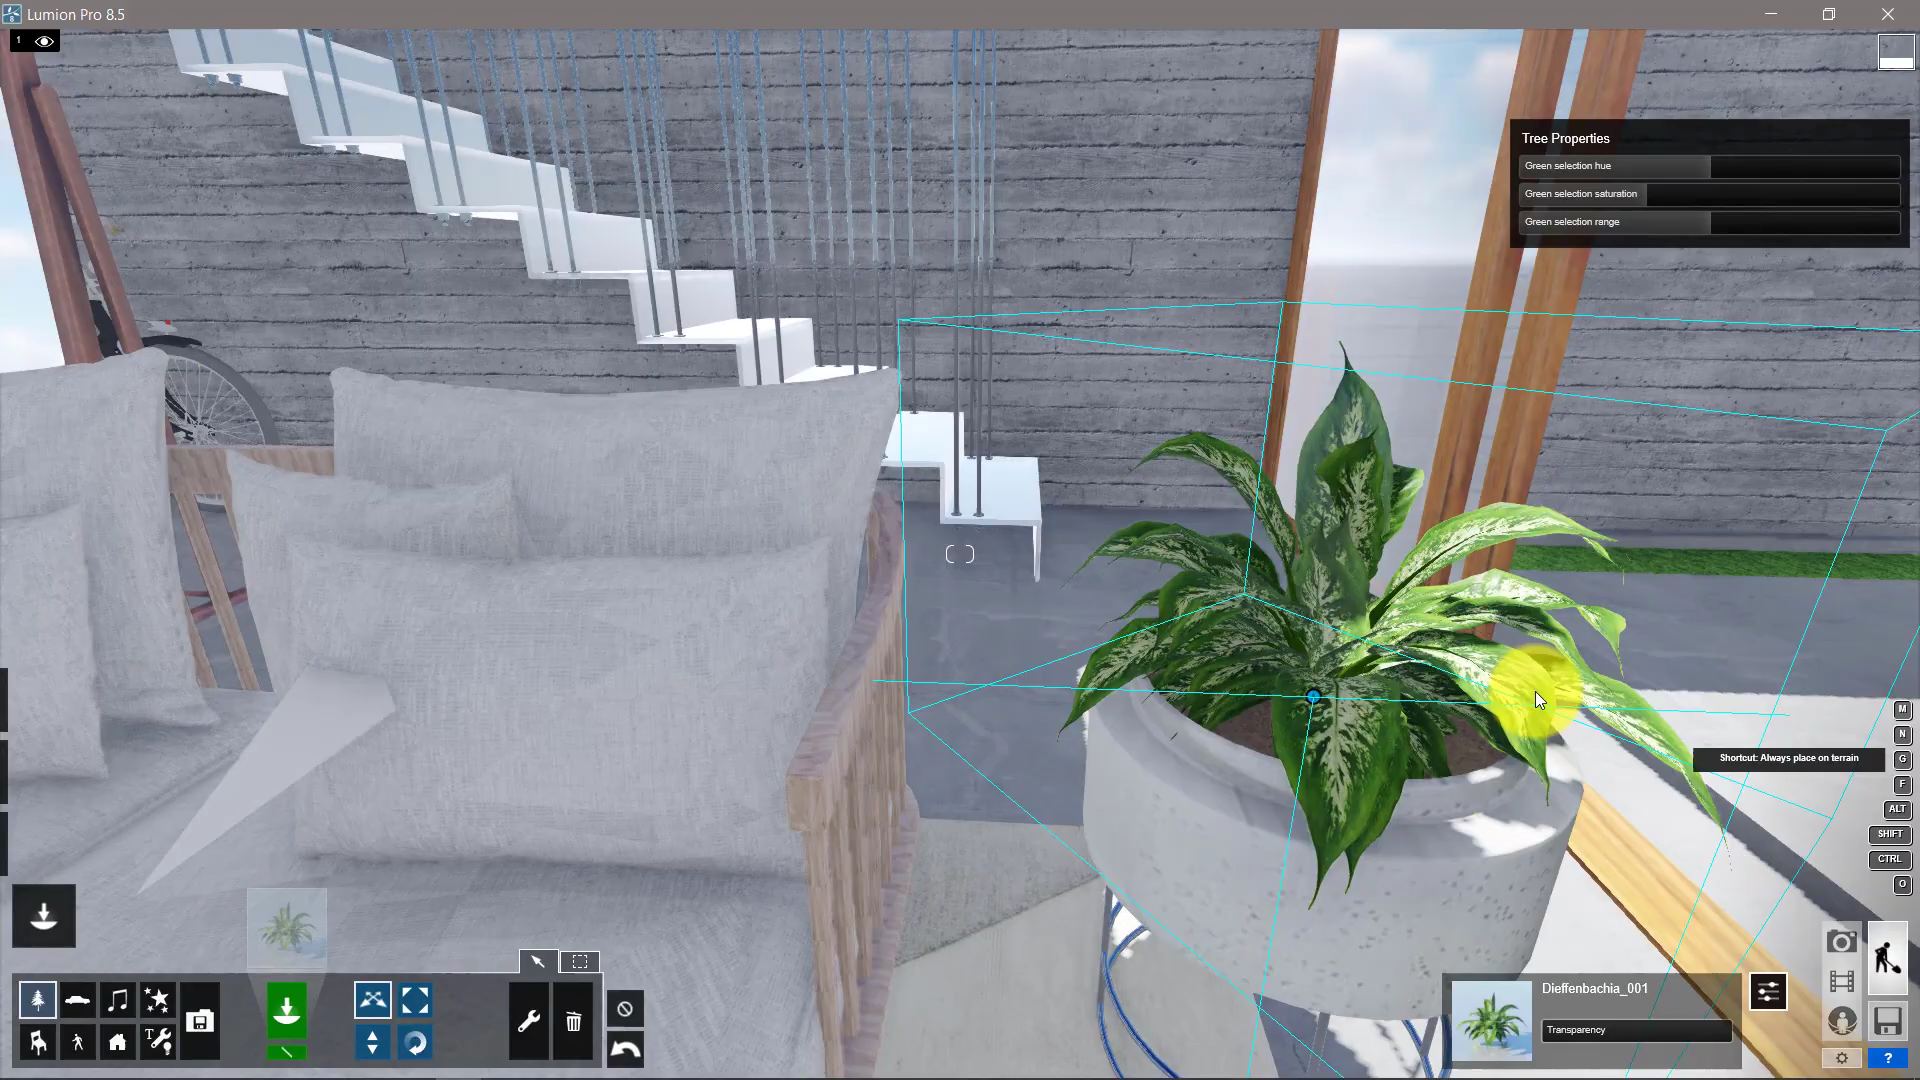 Lumion Pro 8.5
1
Tree Properties
Green selection hue
Green selection saturation
Green selection range
M
N
Shortcut: Always place on terrain
G
F
ALT
SHIFT
CTRL
O
Dieffenbachia_001
Transparency
T
?